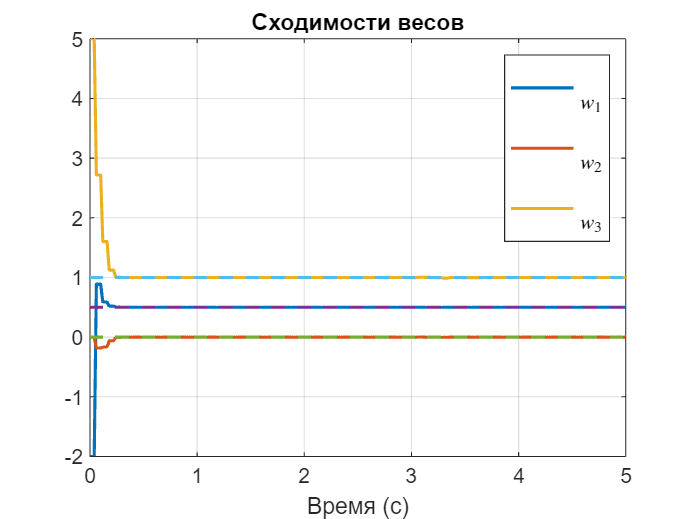 Сходимости весов
5
4
3
2
1
0
-1
-2
w₁
w₂
w₃
0 1 2 3 4 5
Время (с)